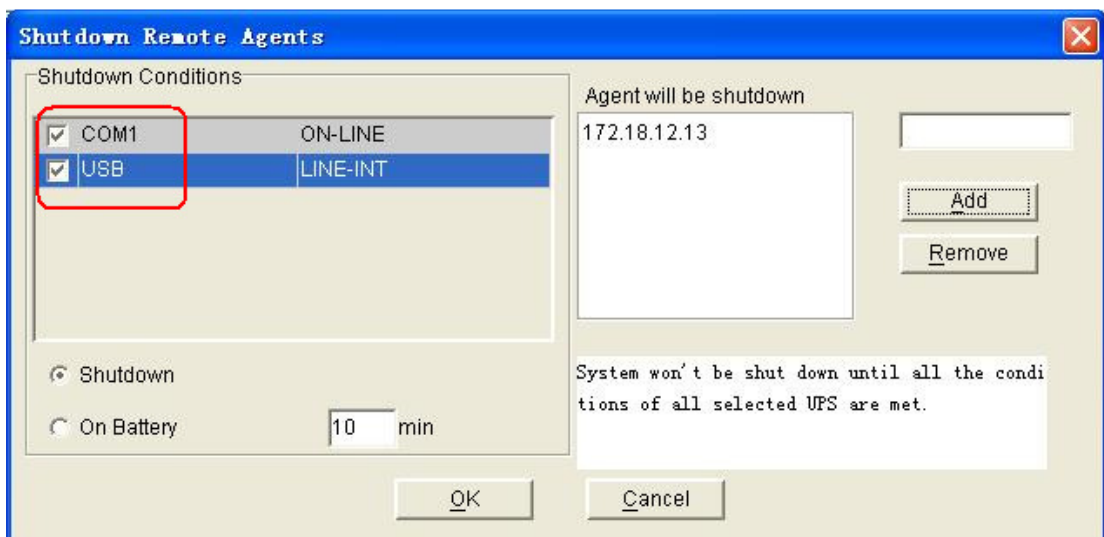 Shutdown Remote Agents
Shutdown Conditions
COM1 ON-LINE
USB LINE-INT
Shutdown
On Battery 10 min
Agent will be shutdown
172.18.12.13
Add
Remove
System won't be shut down until all the condi
tions of all selected UPS are met.
OK Cancel